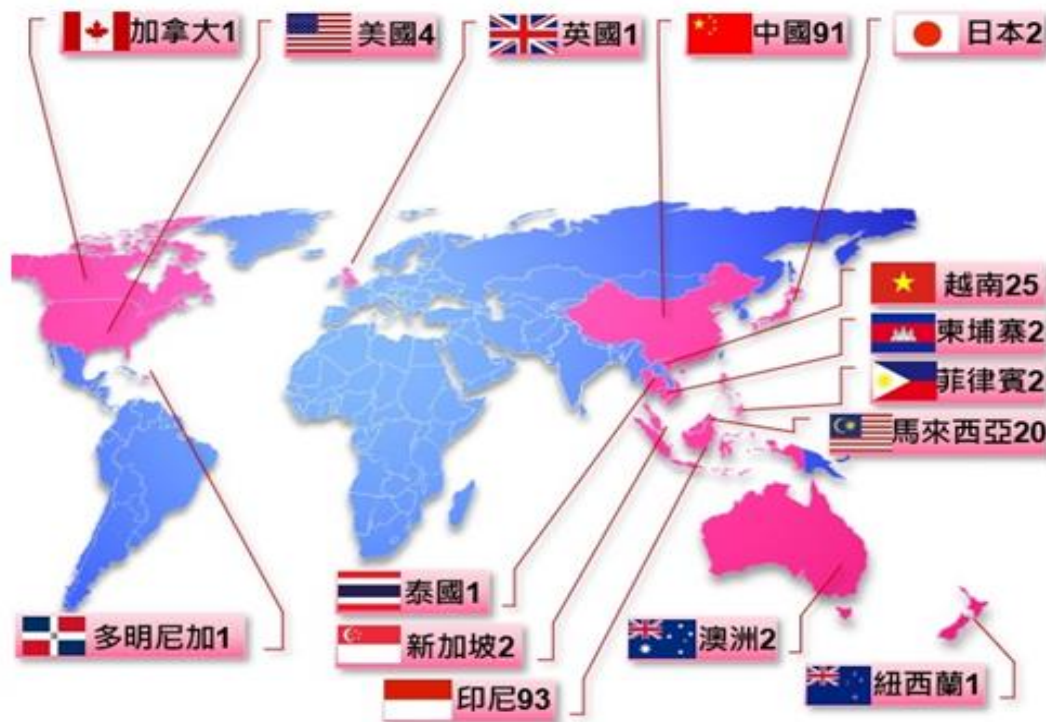 加拿大1
美國4
英國1
中國91
日本2
越南25
柬埔寨2
菲律賓2
馬來西亞20
泰國1
多明尼加1
新加坡2
澳洲2
印尼93
紐西蘭1